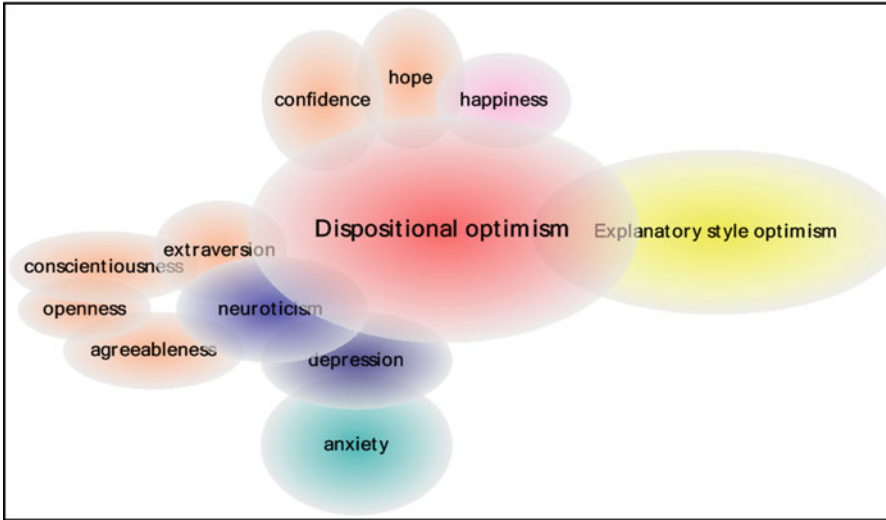 hope
confidence
happiness
Dispositional optimism
Explanatory style optimism
extraversion
conscientiousness
openness
neuroticism
agreeableness
depression
anxiety